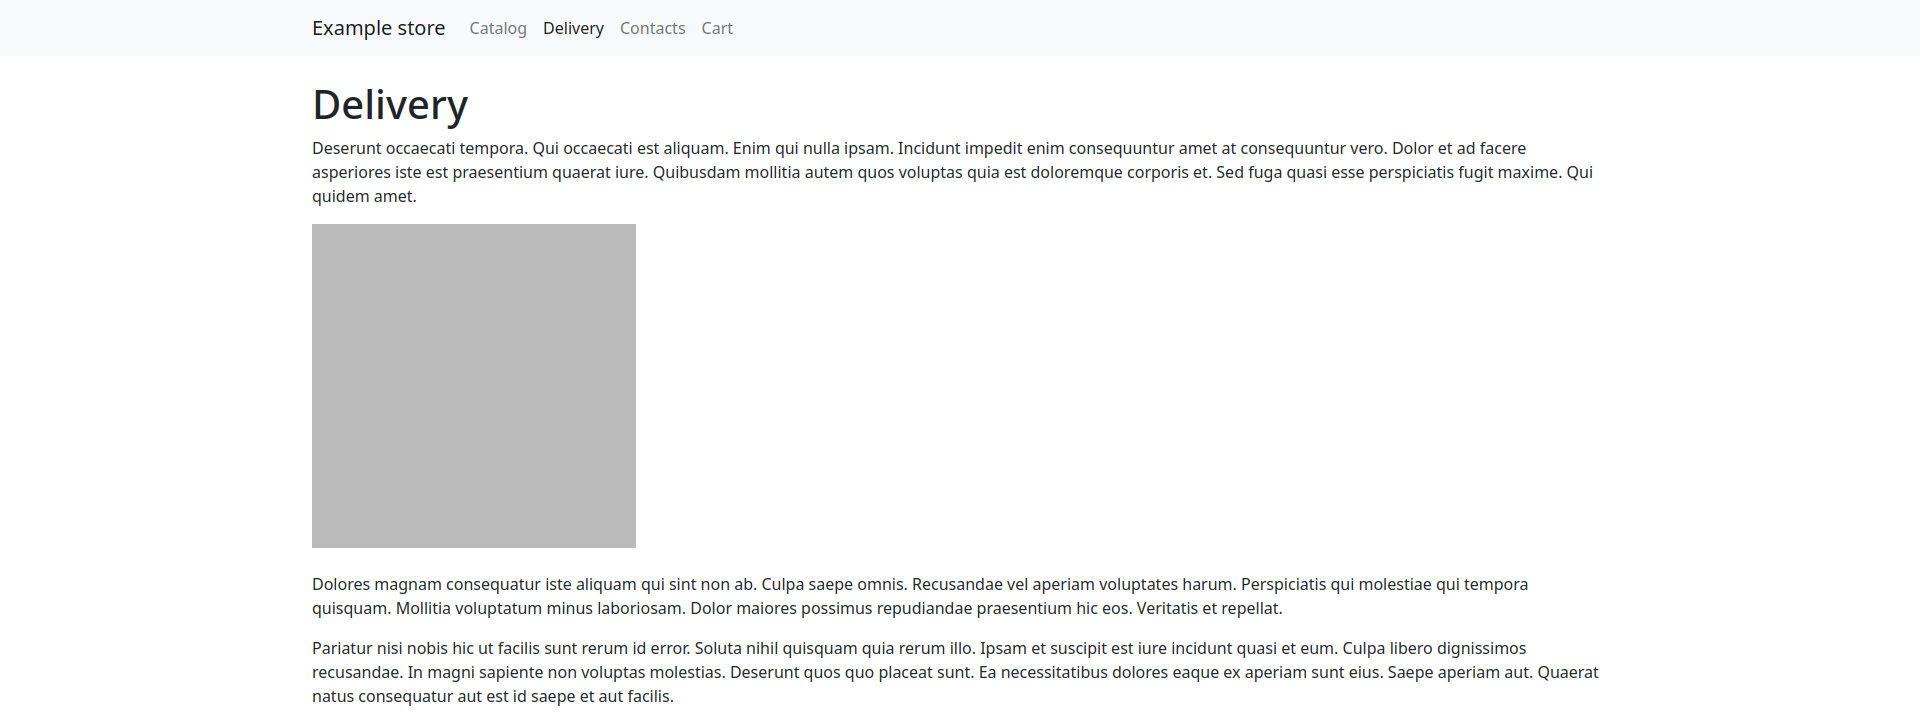 Example store Catalog Delivery Contacts Cart
Delivery
Deserunt occaecati tempora. Qui occaecati est aliquam. Enim qui nulla ipsam. Incidunt impedit enim consequuntur amet at consequuntur vero. Dolor et ad facere
asperiores iste est praesentium quaerat iure. Quibusdam mollitia autem quos voluptas quia est doloremque corporis et. Sed fuga quasi esse perspiciatis fugit maxime. Qui
quidem amet.
Dolores magnam consequatur iste aliquam qui sint non ab. Culpa saepe omnis. Recusandae vel aperiam voluptates harum. Perspiciatis qui molestiae qui tempora
quisquam. Mollitia voluptatum minus laboriosam. Dolor maiores possimus repudiandae praesentium hic eos. Veritatis et repellat.
Pariatur nisi nobis hic ut facilis sunt rerum id error. Soluta nihil quisquam quia rerum illo. Ipsam et suscipit est iure incidunt quasi et eum. Culpa libero dignissimos
recusandae. In magni sapiente non voluptas molestias. Deserunt quos quo placeat sunt. Ea necessitatibus dolores eaque ex aperiam sunt eius. Saepe aperiam aut. Quaerat
natus consequatur aut est id saepe et aut facilis.